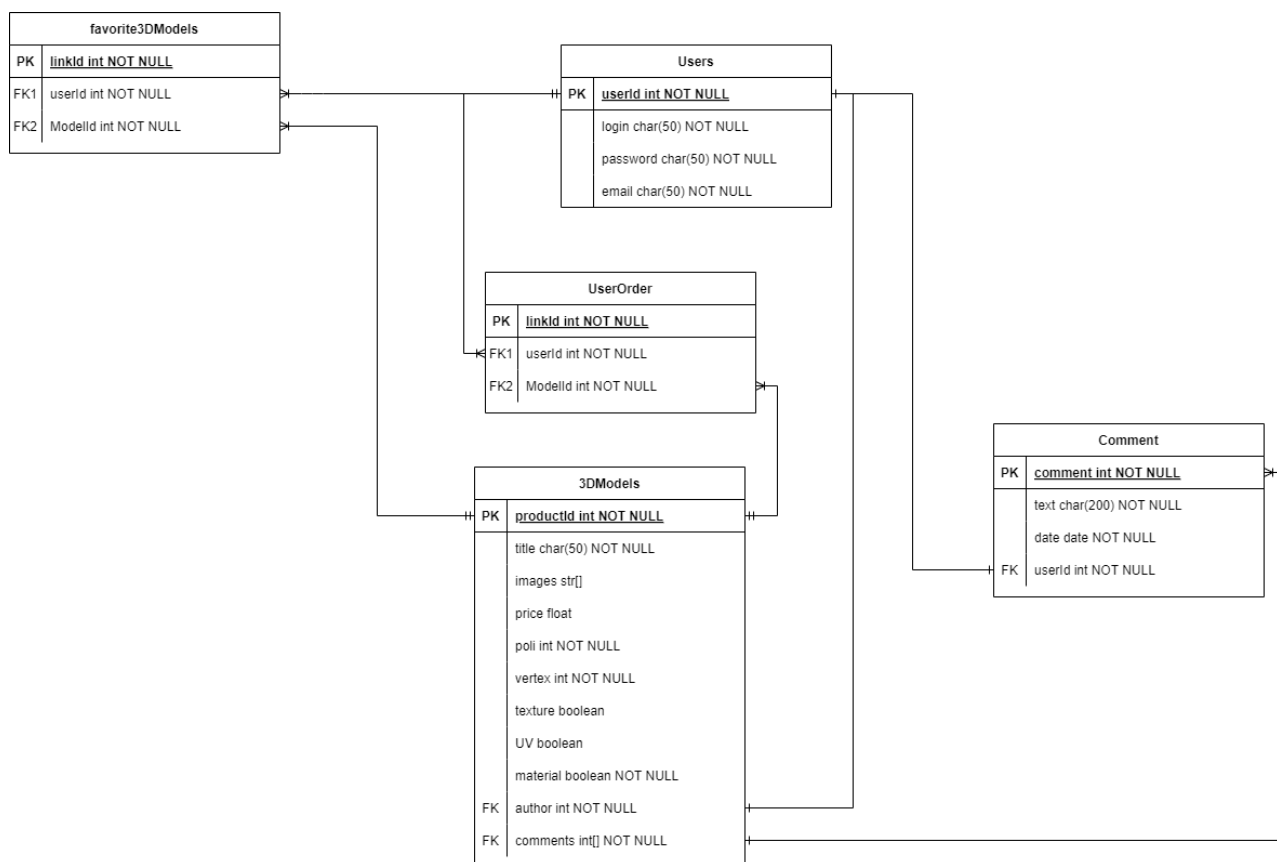 favorite3DModels
PK linkId int NOT NULL
FK1 userId int NOT NULL
FK2 ModelId int NOT NULL
Users
PK userId int NOT NULL
login char(50) NOT NULL
password char(50) NOT NULL
email char(50) NOT NULL
UserOrder
PK linkId int NOT NULL
FK1 userId int NOT NULL
FK2 ModelId int NOT NULL
Comment
PK comment int NOT NULL
text char(200) NOT NULL
date date NOT NULL
FK userId int NOT NULL
3DModels
PK productId int NOT NULL
title char(50) NOT NULL
images str[]
price float
poli int NOT NULL
vertex int NOT NULL
texture boolean
UV boolean
material boolean NOT NULL
FK author int NOT NULL
FK comments int[] NOT NULL